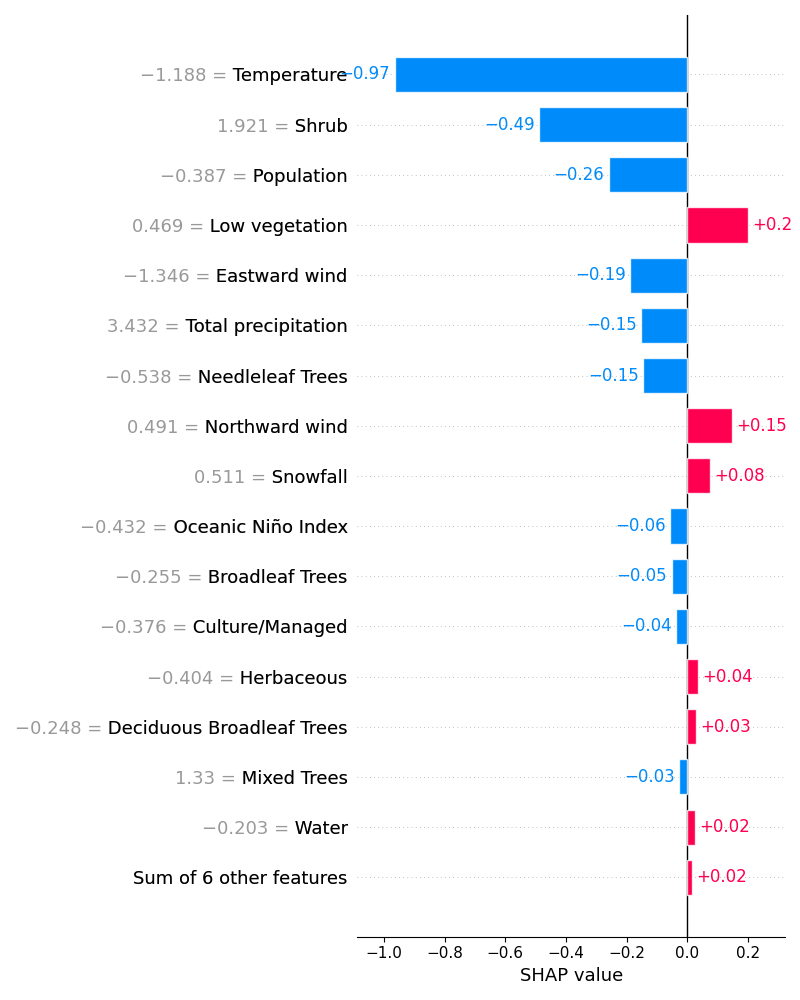 −1.188 = Temperature −0.97
1.921 = Shrub −0.49
−0.387 = Population −0.26
0.469 = Low vegetation +0.2
−1.346 = Eastward wind −0.19
3.432 = Total precipitation −0.15
−0.538 = Needleleaf Trees −0.15
0.491 = Northward wind +0.15
0.511 = Snowfall +0.08
−0.432 = Oceanic Niño Index −0.06
−0.255 = Broadleaf Trees −0.05
−0.376 = Culture/Managed −0.04
−0.404 = Herbaceous +0.04
−0.248 = Deciduous Broadleaf Trees +0.03
1.33 = Mixed Trees −0.03
−0.203 = Water +0.02
Sum of 6 other features +0.02
−1.0 −0.8 −0.6 −0.4 −0.2 0.0 0.2
SHAP value